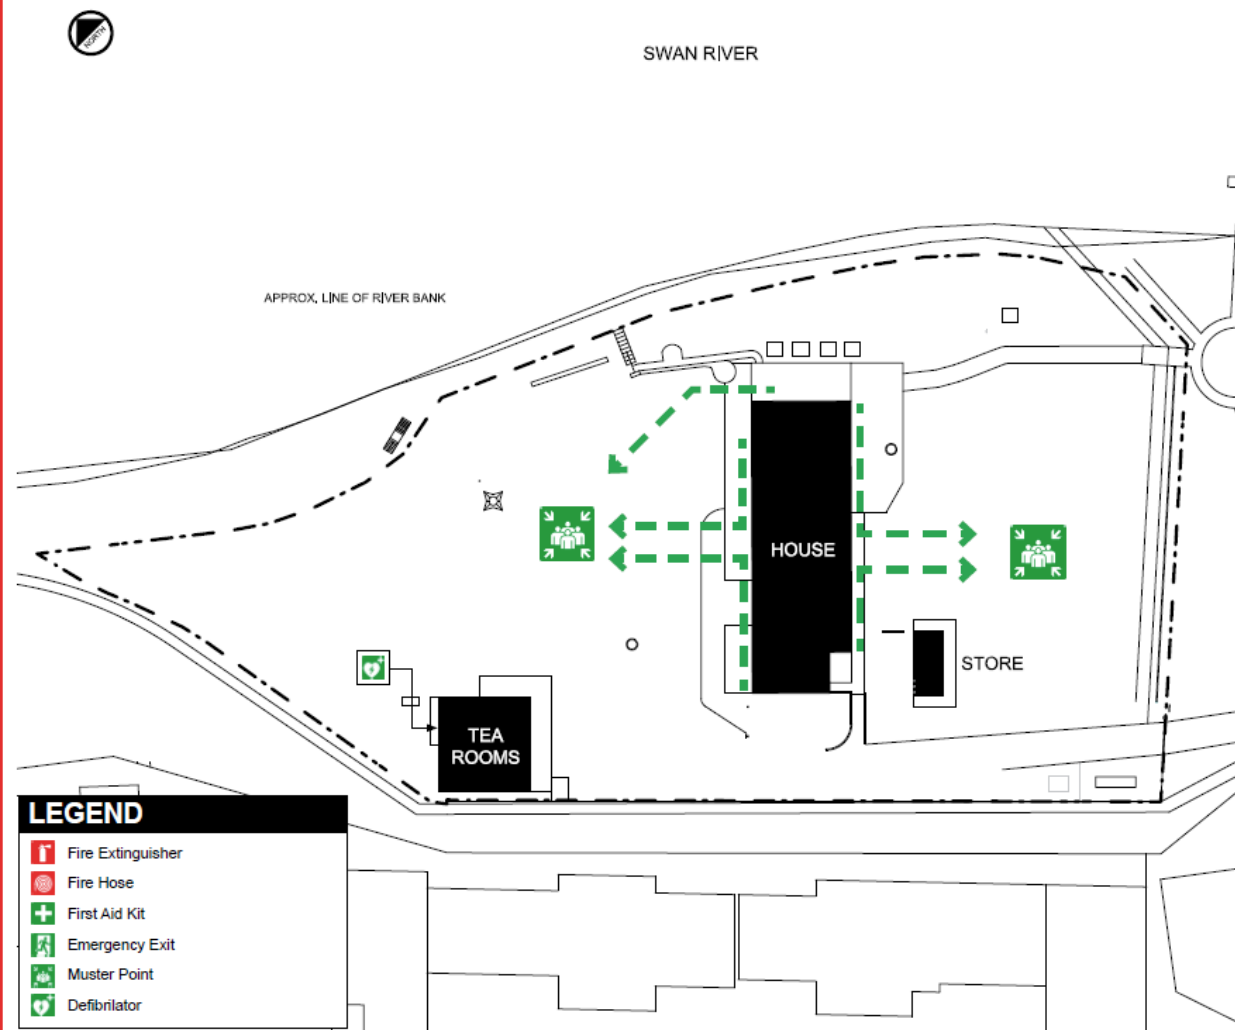 NORTH
SWAN RIVER
APPROX. LINE OF RIVER BANK
HOUSE
STORE
TEA
ROOMS
LEGEND
Fire Extinguisher
Fire Hose
First Aid Kit
Emergency Exit
Muster Point
Defibrilator